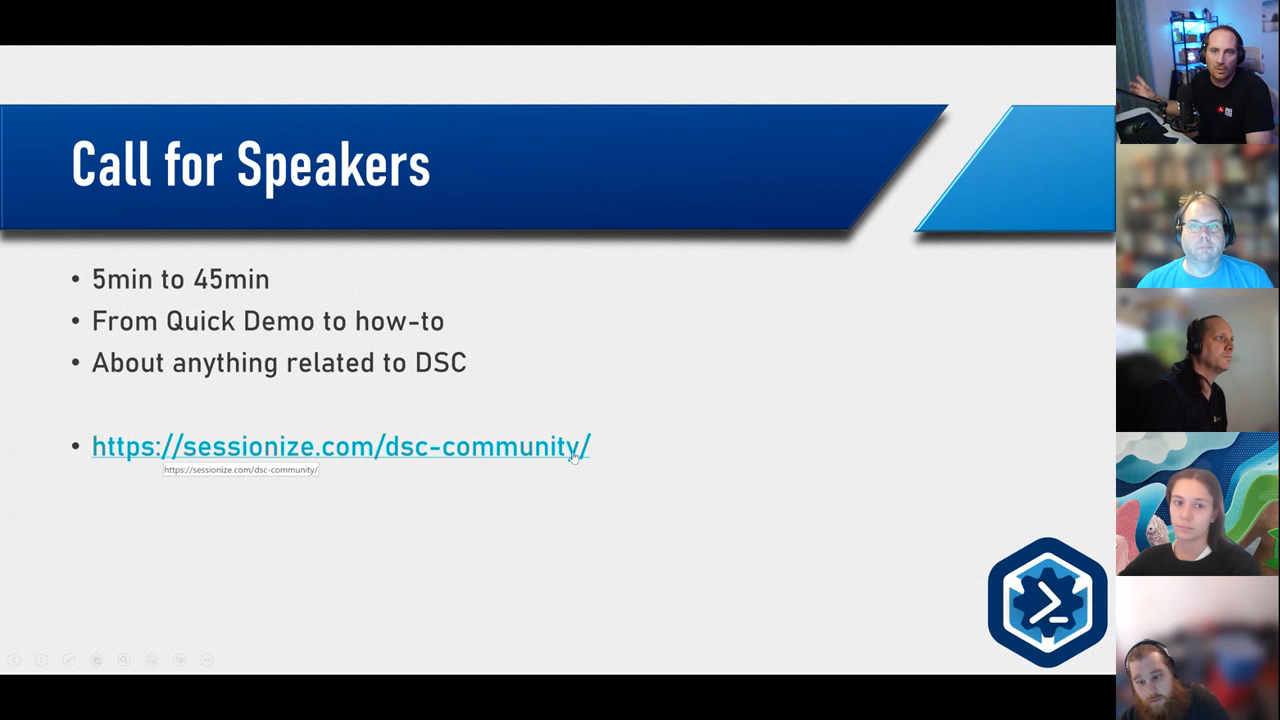 Call for Speakers
• 5min to 45min
• From Quick Demo to how-to
• About anything related to DSC
• https://sessionize.com/dsc-community/
https://sessionize.com/dsc-community/